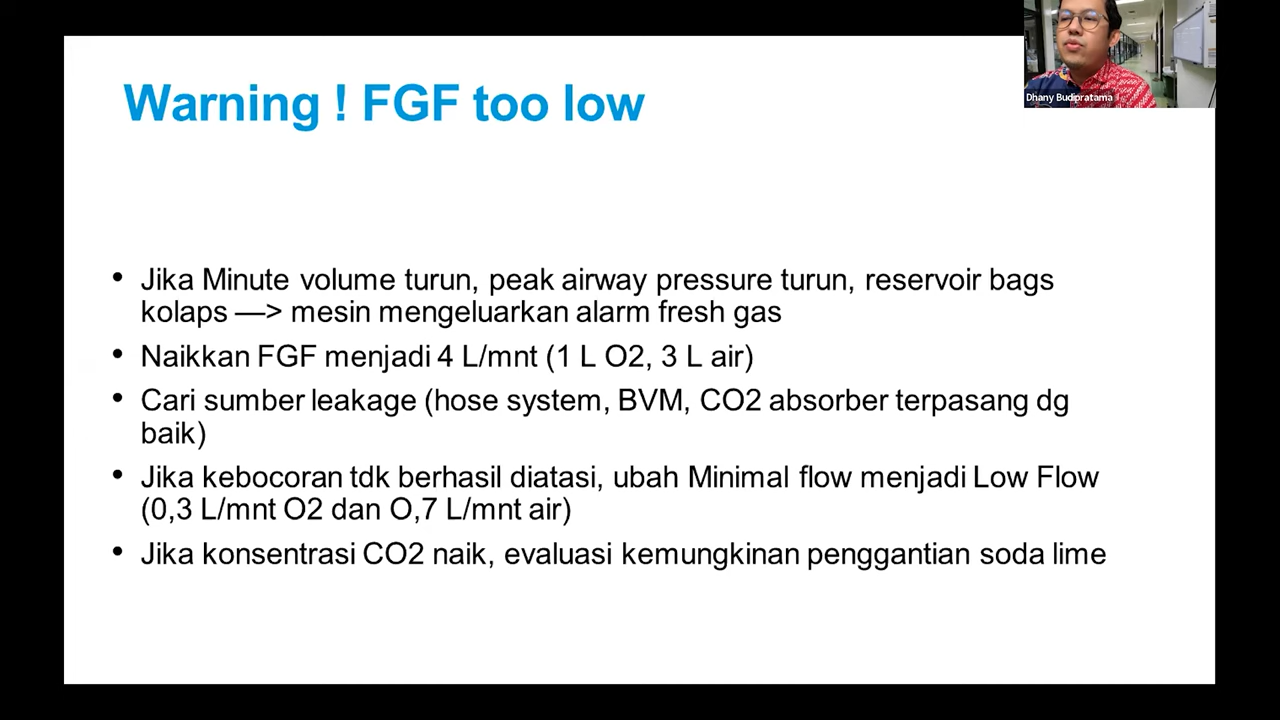 Warning ! FGF too low
Dhany Budipratama
• Jika Minute volume turun, peak airway pressure turun, reservoir bags
kolaps —> mesin mengeluarkan alarm fresh gas
• Naikkan FGF menjadi 4 L/mnt (1 L O2, 3 L air)
• Cari sumber leakage (hose system, BVM, CO2 absorber terpasang dg
baik)
• Jika kebocoran tdk berhasil diatasi, ubah Minimal flow menjadi Low Flow
(0,3 L/mnt O2 dan O,7 L/mnt air)
• Jika konsentrasi CO2 naik, evaluasi kemungkinan penggantian soda lime